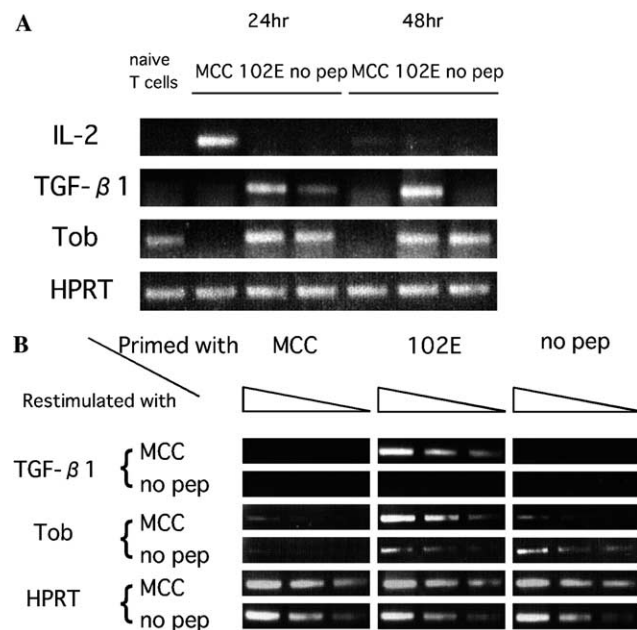 A
24hr 48hr
naive
T cells
MCC 102E no pep MCC 102E no pep
IL-2
TGF-β1
Tob
HPRT
B
Primed with MCC 102E no pep
Restimulated with
TGF-β1 { MCC
no pep
Tob { MCC
no pep
HPRT { MCC
no pep